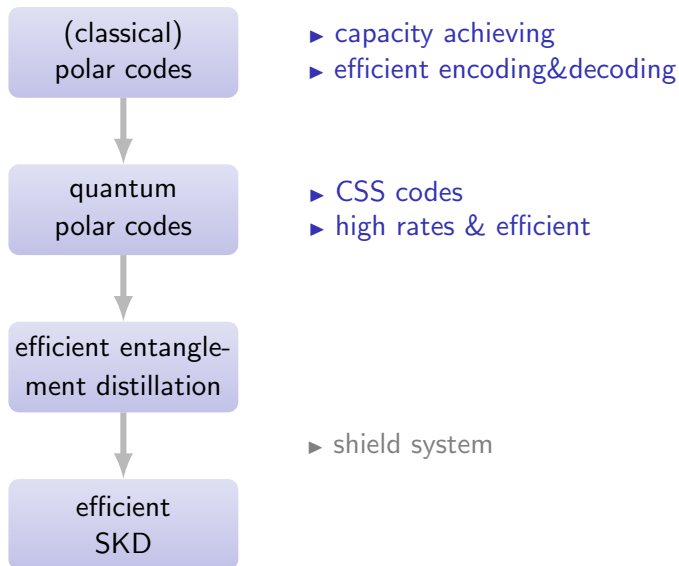 (classical)
polar codes
► capacity achieving
► efficient encoding&decoding
quantum
polar codes
► CSS codes
► high rates & efficient
efficient entangle-
ment distillation
► shield system
efficient
SKD